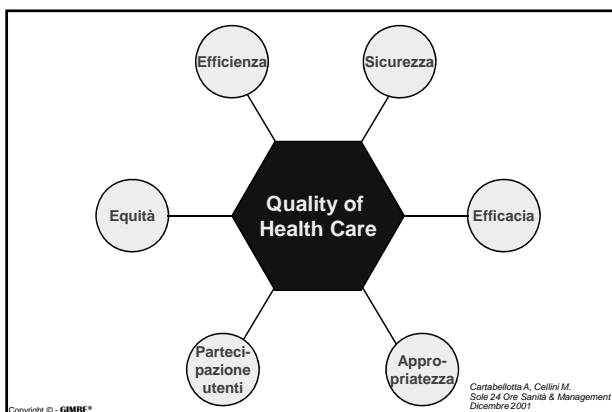 Efficienza
Sicurezza
Equità
Quality of
Health Care
Efficacia
Parteci-
pazione
utenti
Appro-
priatezza
Cartabellotta A, Cellini M.
Sole 24 Ore Sanità & Management
Dicembre 2001
Copyright © - GIMBE®